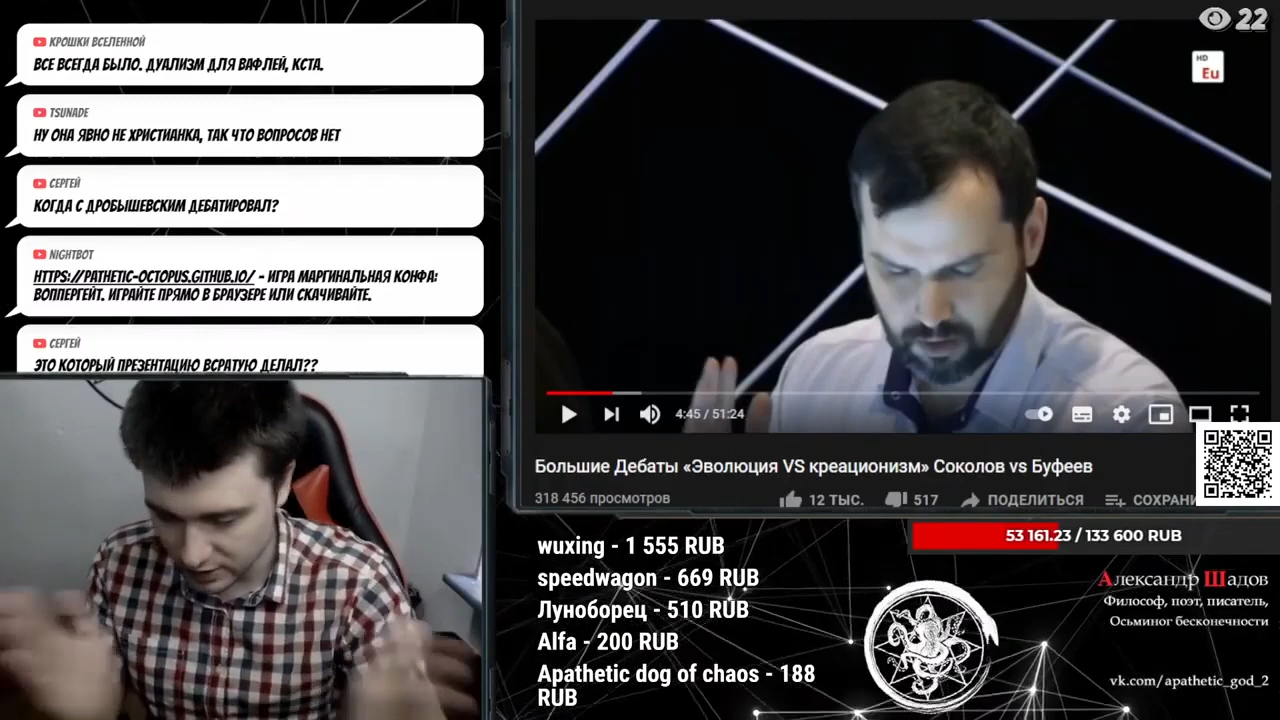 КРОШКИ ВСЕЛЕННОЙ
ВСЕ ВСЕГДА БЫЛО. ДУАЛИЗМ ДЛЯ ВАФЛЕЙ, КСТА.
TSUNADE
НУ ОНА ЯВНО НЕ ХРИСТИАНКА, ТАК ЧТО ВОПРОСОВ НЕТ
СЕРГЕЙ
КОГДА С ДРОБЫШЕВСКИМ ДЕБАТИРОВАЛ?
NIGHTBOT
HTTPS://PATHETIC-OCTOPUS.GITHUB.IO/ - ИГРА МАРГИНАЛЬНАЯ КОНФА:
ВОППЕРГЕЙТ. ИГРАЙТЕ ПРЯМО В БРАУЗЕРЕ ИЛИ СКАЧИВАЙТЕ.
СЕРГЕЙ
ЭТО КОТОРЫЙ ПРЕЗЕНТАЦИЮ ВСРАТУЮ ДЕЛАЛ??
22
HD
Eu
4:45 / 51:24
Большие Дебаты «Эволюция VS креационизм» Соколов vs Буфеев
318 456 просмотров
12 ТЫС.
517
ПОДЕЛИТЬСЯ
СОХРАНИ
53 161.23 / 133 600 RUB
wuxing - 1 555 RUB
speedwagon - 669 RUB
Луноборец - 510 RUB
Alfa - 200 RUB
Apathetic dog of chaos - 188
RUB
Александр Шадов
Философ, поэт, писатель,
Осьминог бесконечности
vk.com/apathetic_god_2